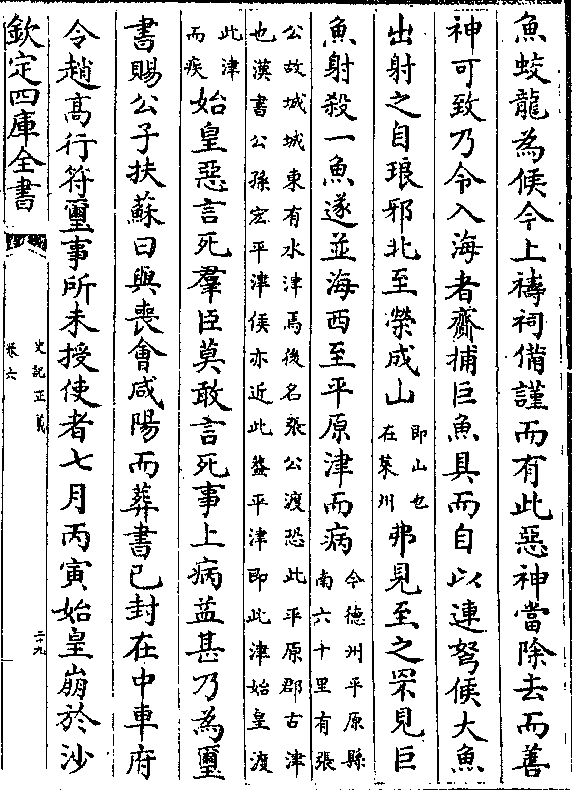 魚蛟龍為候今上禱祠備謹而有此惡神當除去而善
神可致乃令入海者齎捕巨魚具而自以連弩候大魚
出射之自琅邪北至榮成山
即山也
在萊州
弗見至之罘見巨
魚射殺一魚遂並海西至平原津而病
今德州平原縣
南六十里有張
公故城城東有水津焉後名張公渡恐此平原郡古津
也漢書公孫宏平津侯亦近此葢平津即此津始皇渡
此津
而疾
始皇惡言死羣臣莫敢言死事上病益甚乃為璽
書賜公子扶蘇曰與喪會咸陽而葬書已封在中車府
令趙髙行符璽事所未授使者七月丙寅始皇崩於沙
欽定四庫全書
史記正義
卷六
二十九